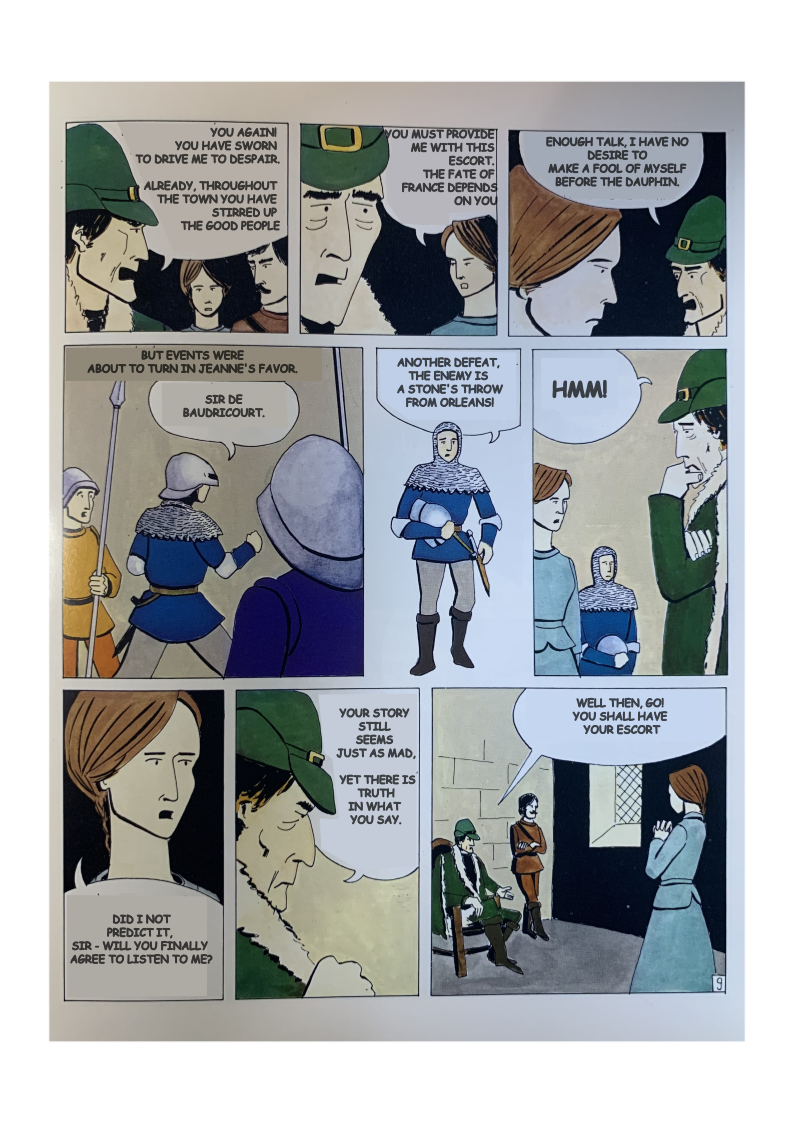 YOU AGAIN!
YOU HAVE SWORN
TO DRIVE ME TO DESPAIR.
ALREADY, THROUGHOUT
THE TOWN YOU HAVE
STIRRED UP
THE GOOD PEOPLE
YOU MUST PROVIDE
ME WITH THIS
ESCORT.
THE FATE OF
FRANCE DEPENDS
ON YOU
ENOUGH TALK, I HAVE NO
DESIRE TO
MAKE A FOOL OF MYSELF
BEFORE THE DAUPHIN.
BUT EVENTS WERE
ABOUT TO TURN IN JEANNE'S FAVOR.
SIR DE
BAUDRICOURT.
ANOTHER DEFEAT,
THE ENEMY IS
A STONE'S THROW
FROM ORLEANS!
HMM!
DID I NOT
PREDICT IT,
SIR - WILL YOU FINALLY
AGREE TO LISTEN TO ME?
YOUR STORY
STILL
SEEMS
JUST AS MAD,
YET THERE IS
TRUTH
IN WHAT
YOU SAY.
WELL THEN, GO!
YOU SHALL HAVE
YOUR ESCORT
9